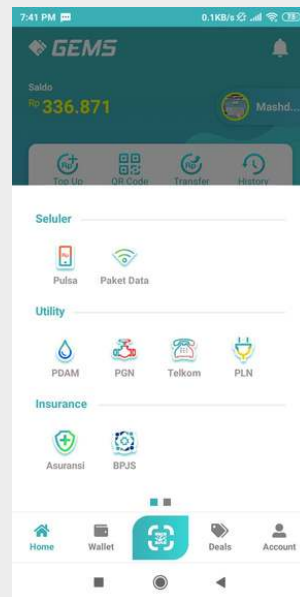 7:41 PM 0.1KB/s
GEMS
Saldo
Rp 336.871
Mashd...
Top Up QR Code Transfer History
Seluler
Pulsa Paket Data
Utility
PDAM PGN Telkom PLN
Insurance
Asuransi BPJS
Home Wallet Deals Account